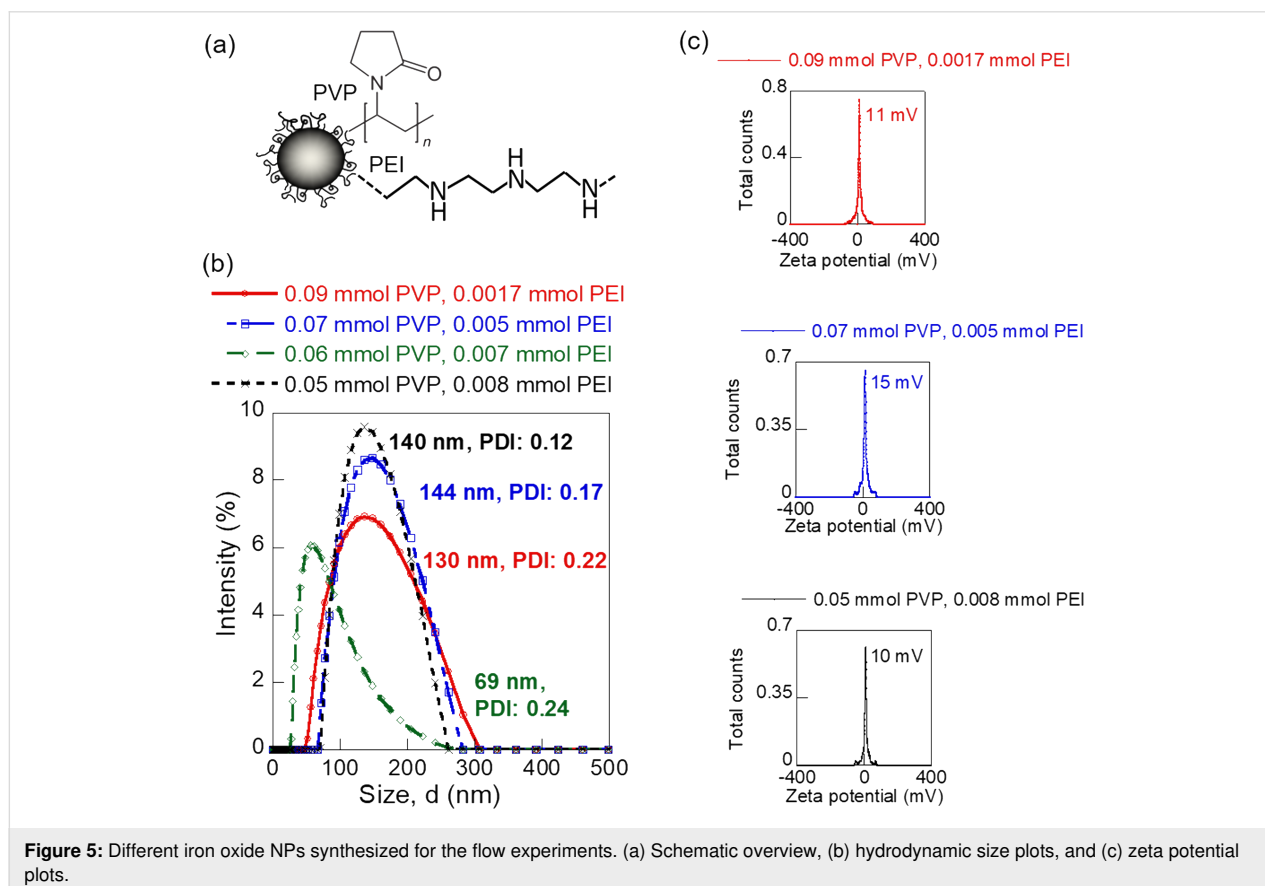 (a)
PVP
N
O
n
PEI
H
N
H
N
N
H
(b)
0.09 mmol PVP, 0.0017 mmol PEI
0.07 mmol PVP, 0.005 mmol PEI
0.06 mmol PVP, 0.007 mmol PEI
0.05 mmol PVP, 0.008 mmol PEI
10
8
6
4
2
0
Intensity (%)
140 nm, PDI: 0.12
144 nm, PDI: 0.17
130 nm, PDI: 0.22
69 nm,
PDI: 0.24
0 100 200 300 400 500
Size, d (nm)
(c)
0.09 mmol PVP, 0.0017 mmol PEI
0.8
0.4
0
Total counts
11 mV
-400 0 400
Zeta potential (mV)
0.07 mmol PVP, 0.005 mmol PEI
0.7
0.35
0
Total counts
15 mV
-400 0 400
Zeta potential (mV)
0.05 mmol PVP, 0.008 mmol PEI
0.7
0.35
0
Total counts
10 mV
-400 0 400
Zeta potential (mV)
Figure 5: Different iron oxide NPs synthesized for the flow experiments. (a) Schematic overview, (b) hydrodynamic size plots, and (c) zeta potential
plots.